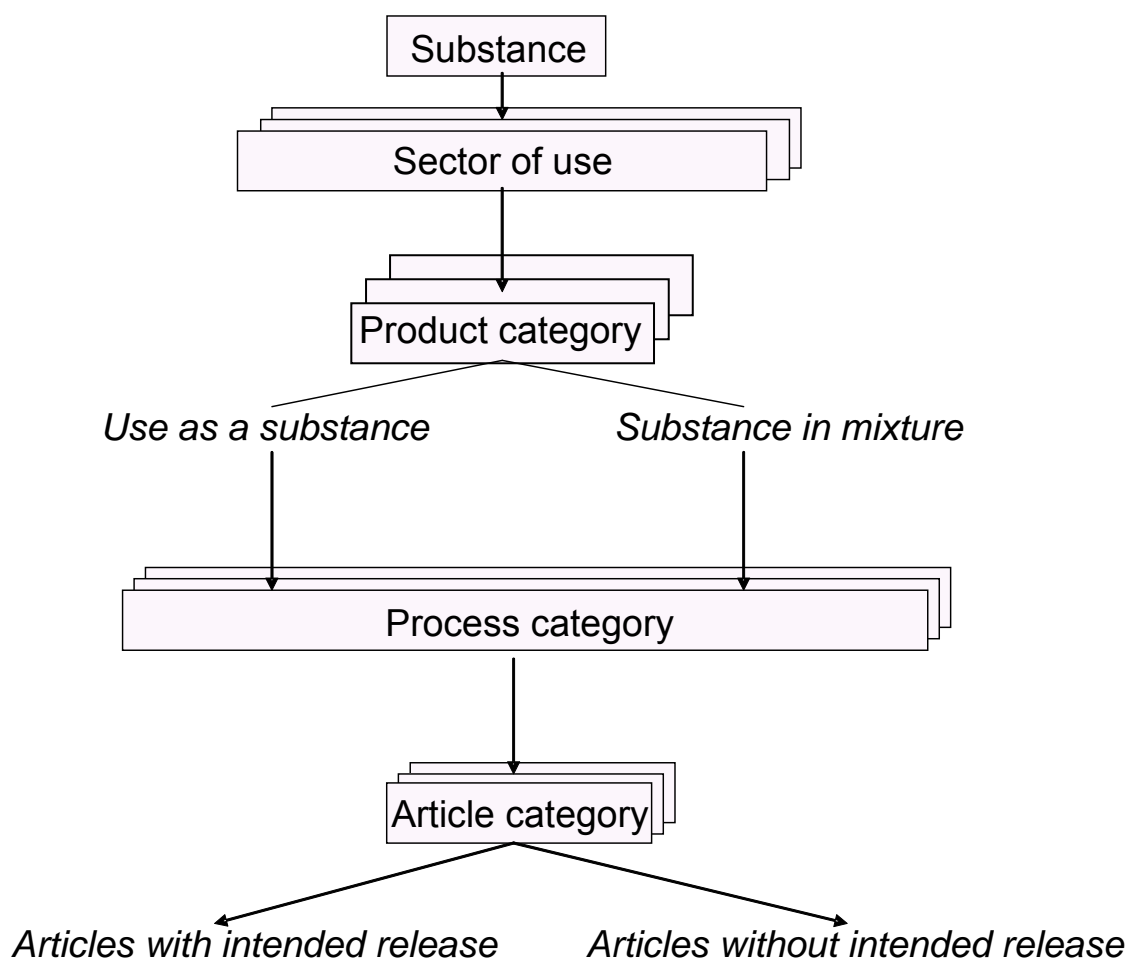 Substance
Sector of use
Product category
Use as a substance
Substance in mixture
Process category
Article category
Articles with intended release
Articles without intended release